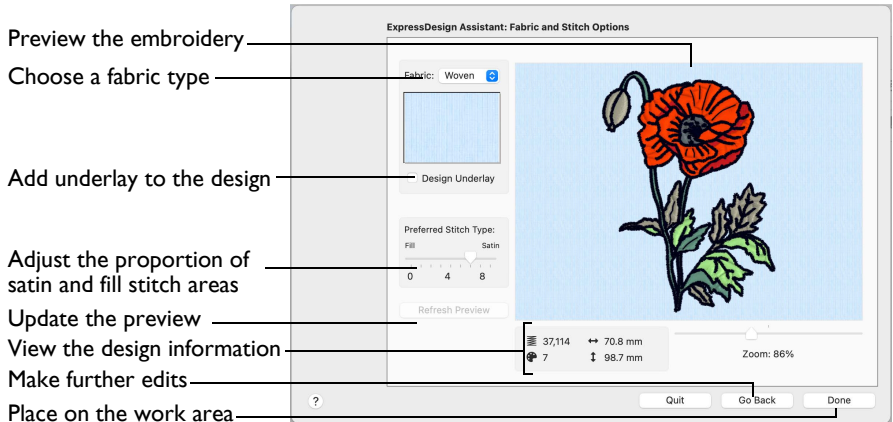 ExpressDesign Assistant: Fabric and Stitch Options
Preview the embroidery
Choose a fabric type
Fabric: Woven
Add underlay to the design
Design Underlay
Preferred Stitch Type:
Fill Satin
0 4 8
Adjust the proportion of
satin and fill stitch areas
Refresh Preview
Update the preview
View the design information
37,114 ↔ 70.8 mm
7 ↕ 98.7 mm
Zoom: 86%
Make further edits
? Quit Go Back Done
Place on the work area